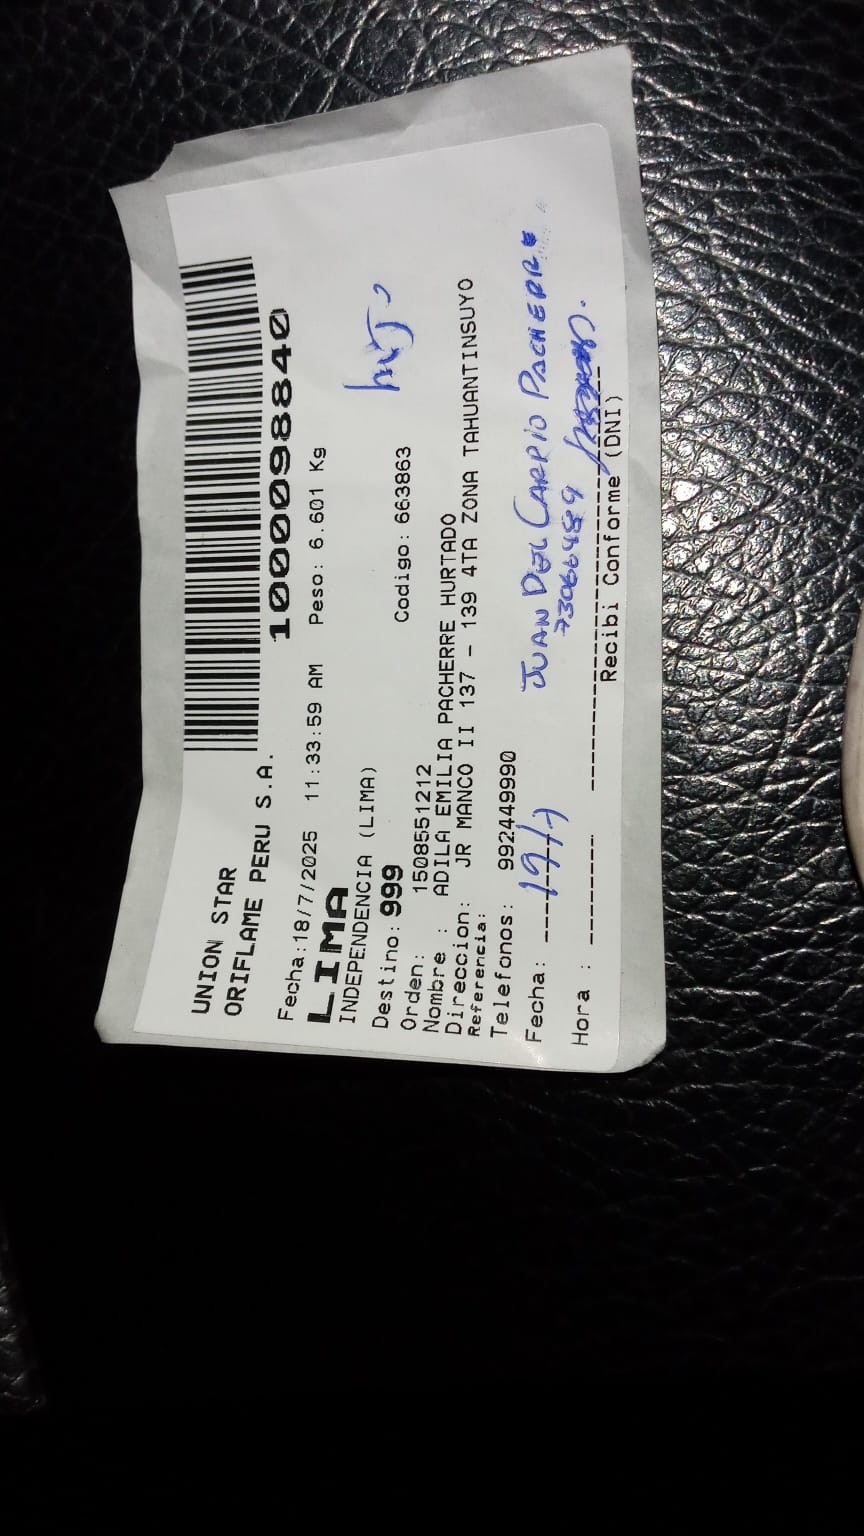 UNION STAR
ORIFLAME PERU S.A.
1000098840
Fecha:18/7/2025 11:33:59 AM Peso: 6.601 Kg
LIMA
INDEPENDENCIA (LIMA)
Destino: 999 Codigo: 663863
hijo
Orden: 1508551212
Nombre : ADILA EMILIA PACHERRE HURTADO
Direccion: JR MANCO II 137 - 139 4TA ZONA TAHUANTINSUYO
Referencia:
Telefonos: 992449990
Fecha: 19/7 JUAN DEL CARPIO PACHERRE
73066489
Hora :
Recibi Conforme (DNI)